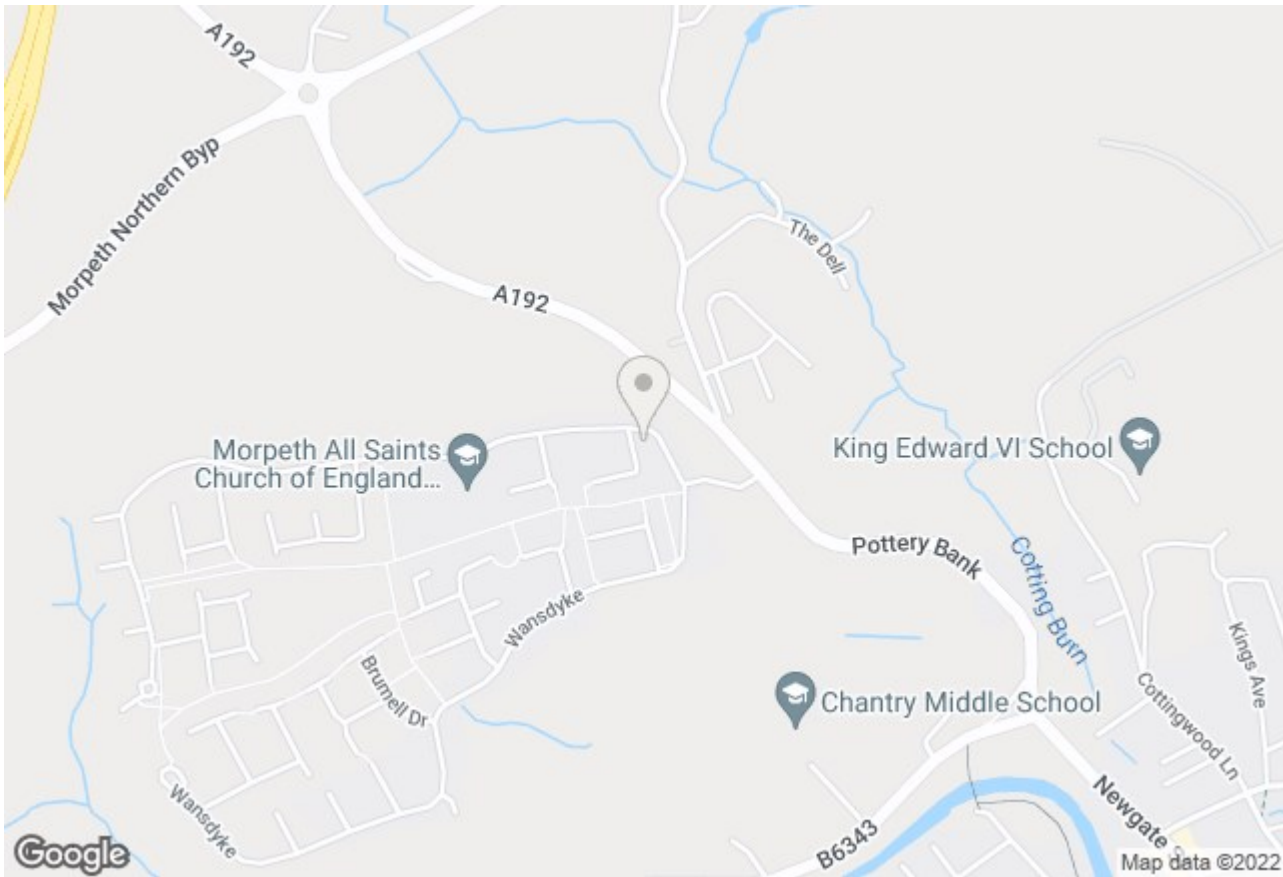 A192
Morpeth Northern Byp
The Dell
A192
Morpeth All Saints
Church of England...
King Edward VI School
Pottery Bank
Cotting Burn
Wansdyke
Kings Ave
Brumell Dr
Chantry Middle School
Cottingwood Ln
Wansdyke
Newgate S
B6343
Google
Map data ©2022